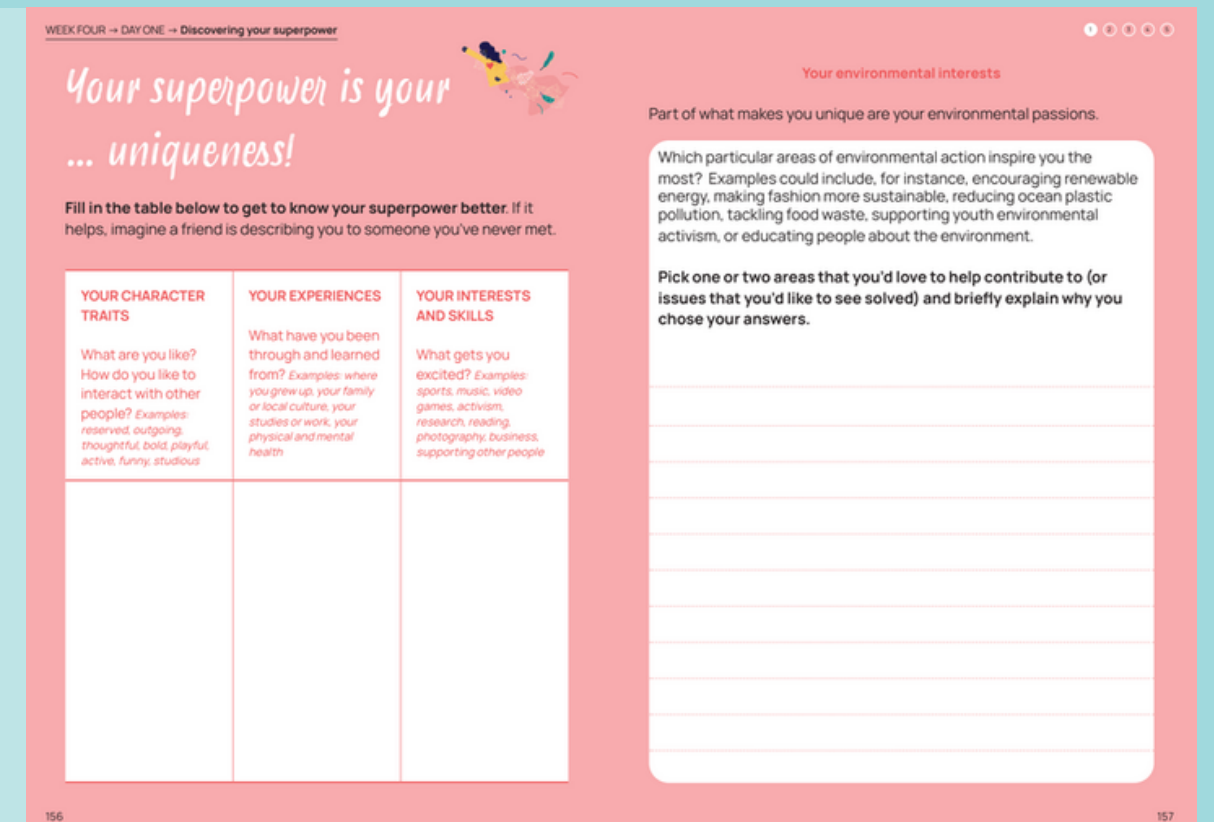 WEEK FOUR → DAY ONE → Discovering your superpower
Your superpower is your
... uniqueness!
Fill in the table below to get to know your superpower better. If it
helps, imagine a friend is describing you to someone you've never met.
YOUR CHARACTER
TRAITS
What are you like?
How do you like to
interact with other
people? Examples:
reserved, outgoing,
thoughtful, bold, playful,
active, funny, studious
YOUR EXPERIENCES
What have you been
through and learned
from? Examples: where
you grew up, your family
or local culture, your
studies or work, your
physical and mental
health
YOUR INTERESTS
AND SKILLS
What gets you
excited? Examples:
sports, music, video
games, activism,
research, reading,
photography, business,
supporting other people
156
1 2 3 4 5
Your environmental interests
Part of what makes you unique are your environmental passions.
Which particular areas of environmental action inspire you the
most? Examples could include, for instance, encouraging renewable
energy, making fashion more sustainable, reducing ocean plastic
pollution, tackling food waste, supporting youth environmental
activism, or educating people about the environment.
Pick one or two areas that you'd love to help contribute to (or
issues that you'd like to see solved) and briefly explain why you
chose your answers.
157